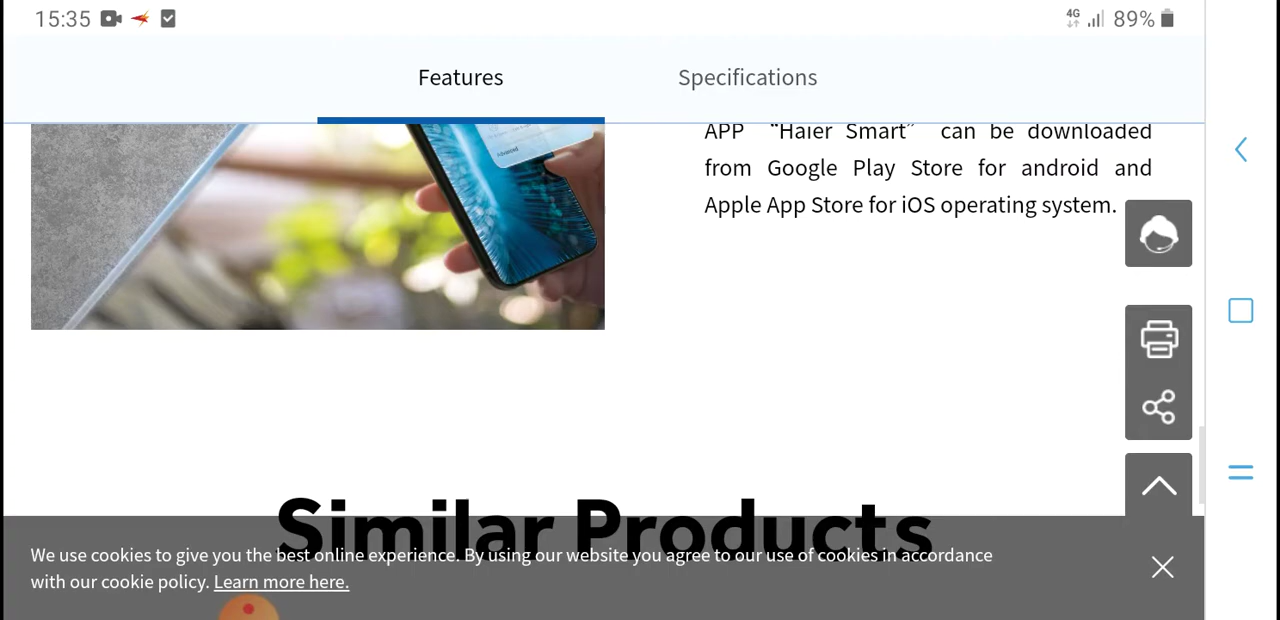 15:35
4G
89%
Features
Specifications
Advanced
APP "Haier Smart" can be downloaded
from Google Play Store for android and
Apple App Store for iOS operating system.
Similar Products
We use cookies to give you the best online experience. By using our website you agree to our use of cookies in accordance
with our cookie policy. Learn more here.